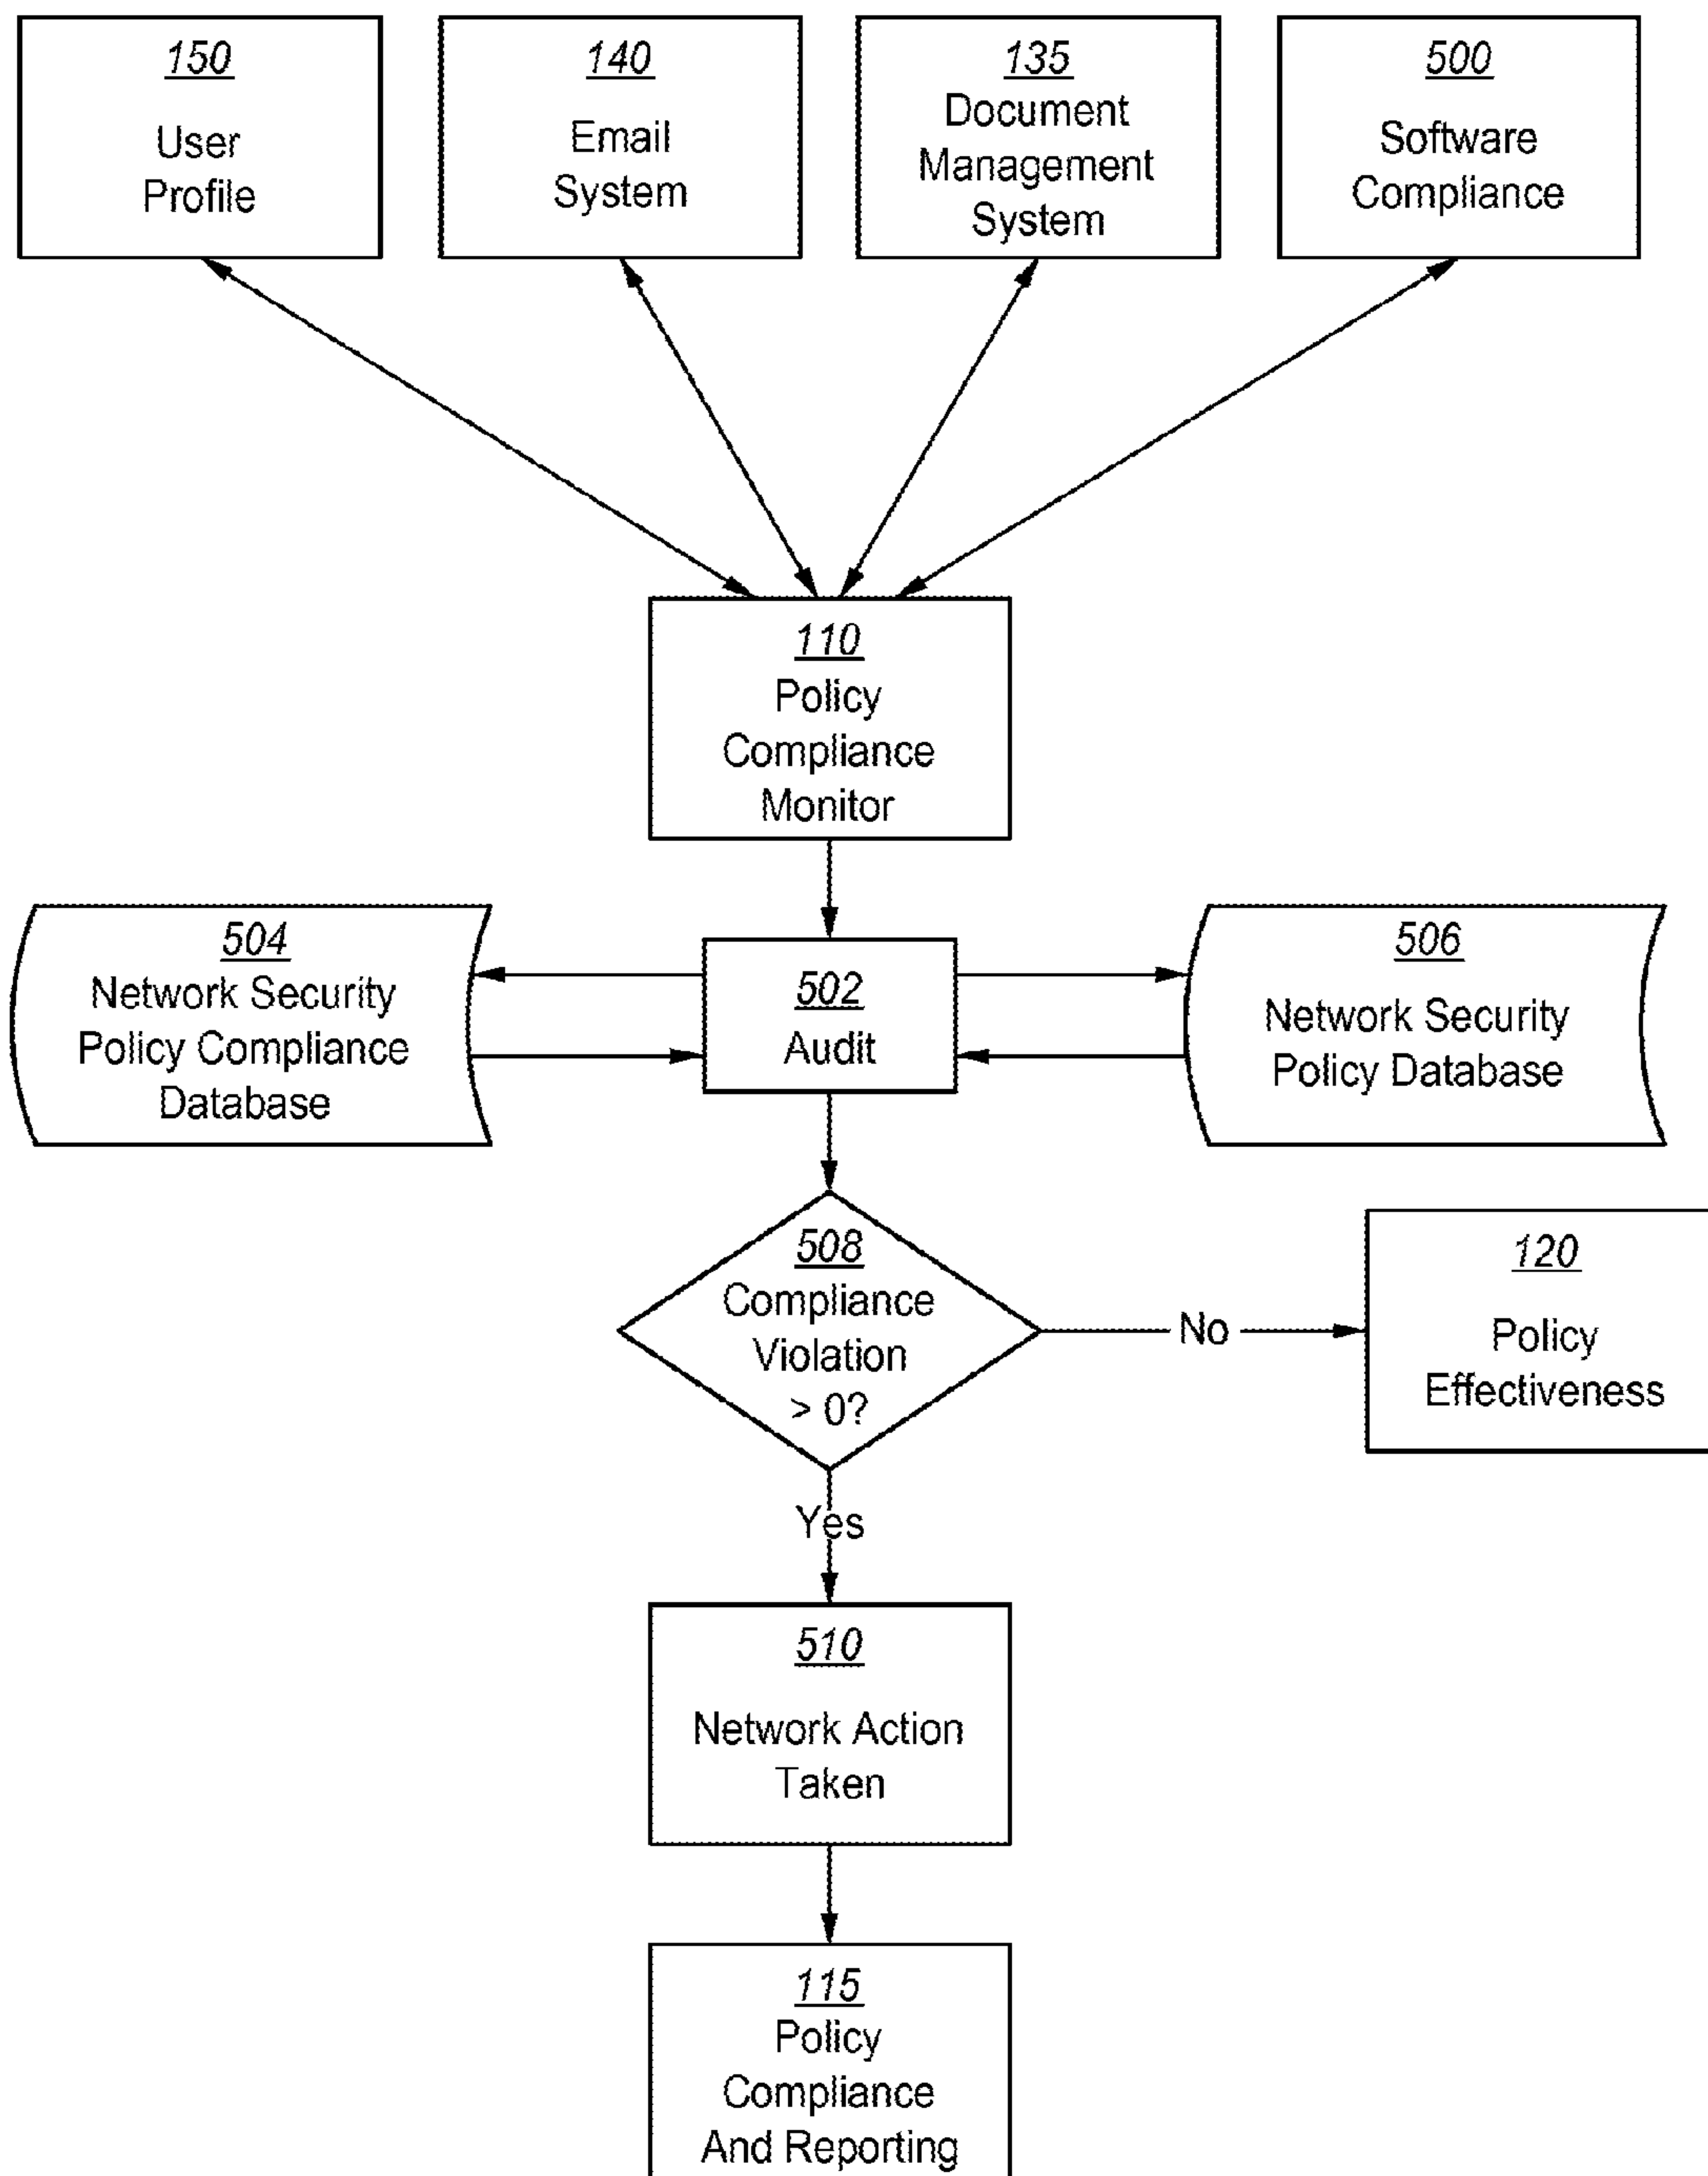 150
User
Profile
140
Email
System
135
Document
Management
System
500
Software
Compliance
110
Policy
Compliance
Monitor
504
Network Security
Policy Compliance
Database
502
Audit
506
Network Security
Policy Database
508
Compliance
Violation
> 0?
No
120
Policy
Effectiveness
Yes
510
Network Action
Taken
115
Policy
Compliance
And Reporting